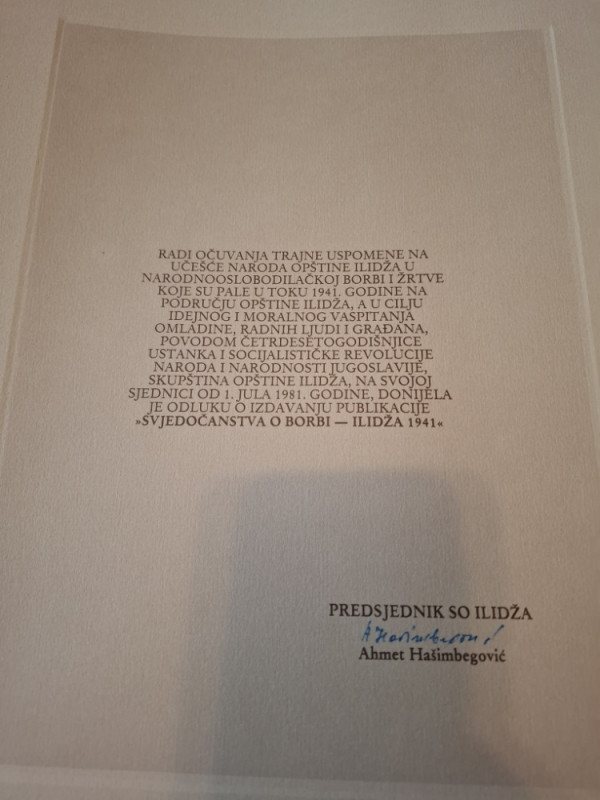 RADI OČUVANJA TRAJNE USPOMENE NA
UČEŠĆE NARODA OPŠTINE ILIDŽA U
NARODNOOSLOBODILAČKOJ BORBI I ŽRTVE
KOJE SU PALE U TOKU 1941. GODINE NA
PODRUČJU OPŠTINE ILIDŽA, A U CILJU
IDEJNOG I MORALNOG VASPITANJA
OMLADINE, RADNIH LJUDI I GRAĐANA,
POVODOM ČETRDESETOGODIŠNJICE
USTANKA I SOCIJALISTIČKE REVOLUCIJE
NARODA I NARODNOSTI JUGOSLAVIJE,
SKUPŠTINA OPŠTINE ILIDŽA, NA SVOJOJ
SJEDNICI OD 1. JULA 1981. GODINE, DONIJELA
JE ODLUKU O IZDAVANJU PUBLIKACIJE
»SVJEDOČANSTVA O BORBI — ILIDŽA 1941«
PREDSJEDNIK SO ILIDŽA
Ahmet Hašimbegović